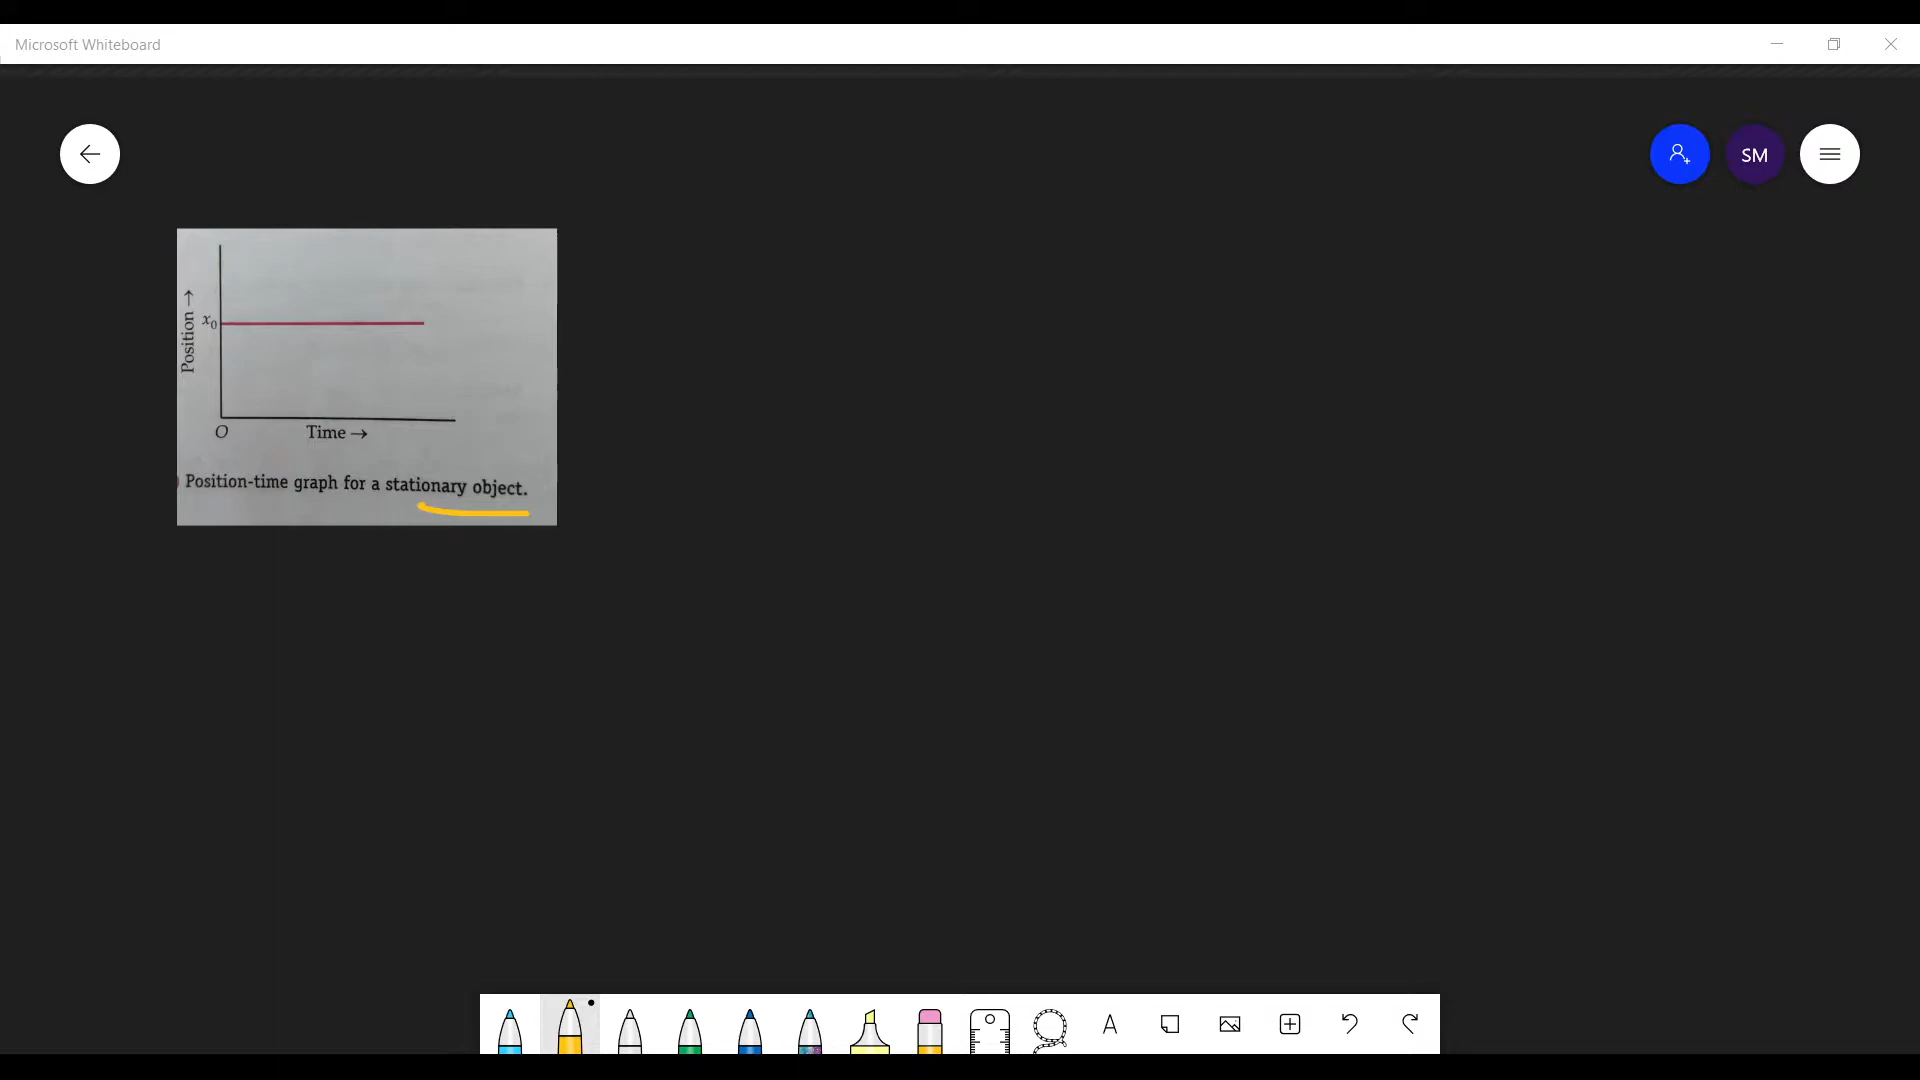 Microsoft Whiteboard
SM
Position →
x₀
O
Time →
Position-time graph for a stationary object.